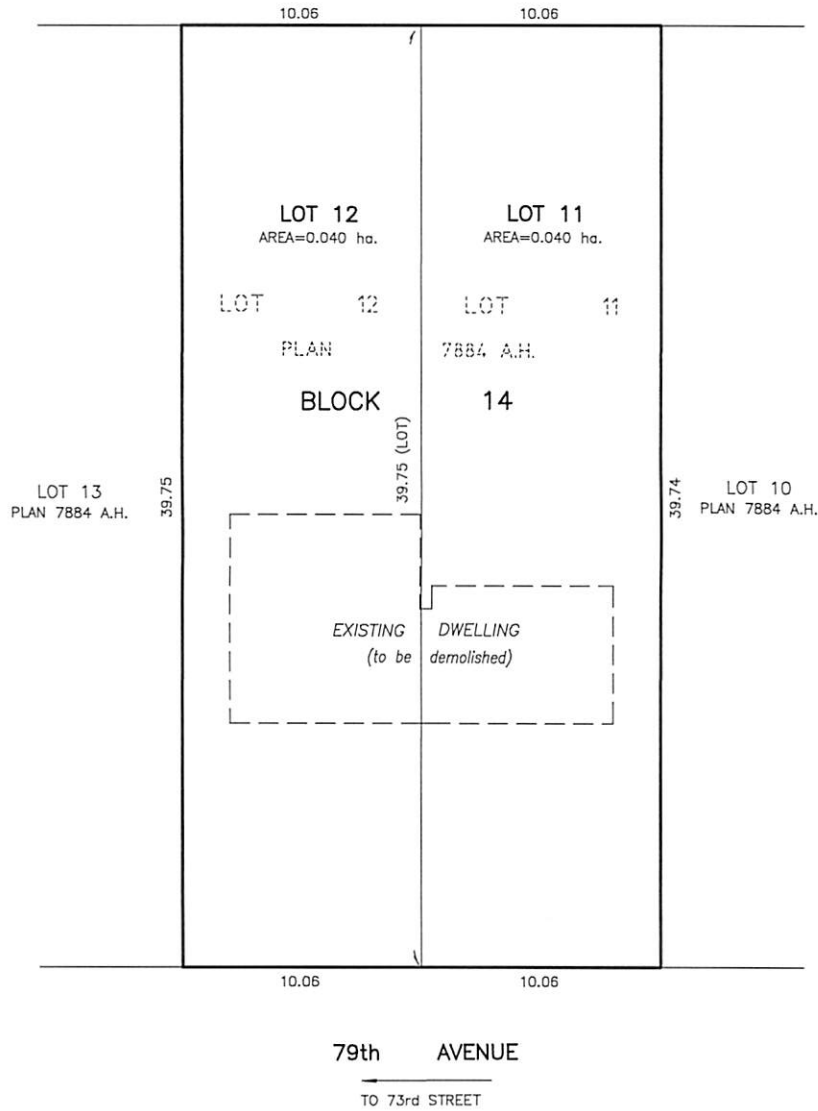 10.06 10.06
LOT 12 LOT 11
AREA=0.040 ha. AREA=0.040 ha.
LOT 12 LOT 11
PLAN 7884 A.H.
BLOCK 14
39.75 (LOT)
LOT 13
PLAN 7884 A.H.
39.75
39.74
LOT 10
PLAN 7884 A.H.
EXISTING DWELLING
(to be demolished)
10.06 10.06
79th AVENUE
TO 73rd STREET